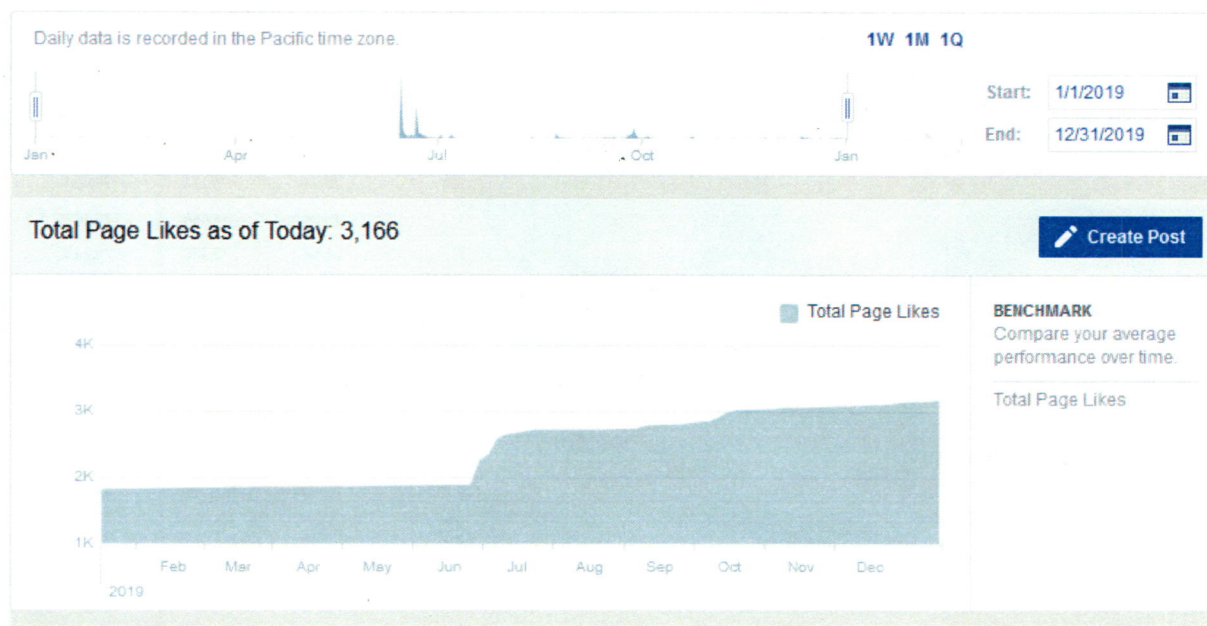 Daily data is recorded in the Pacific time zone.
1W 1M 1Q
Start: 1/1/2019
End: 12/31/2019
Jan Apr Jul Oct Jan
Total Page Likes as of Today: 3,166
Create Post
Total Page Likes
BENCHMARK
Compare your average
performance over time.
Total Page Likes
4K
3K
2K
1K
Feb Mar Apr May Jun Jul Aug Sep Oct Nov Dec
2019